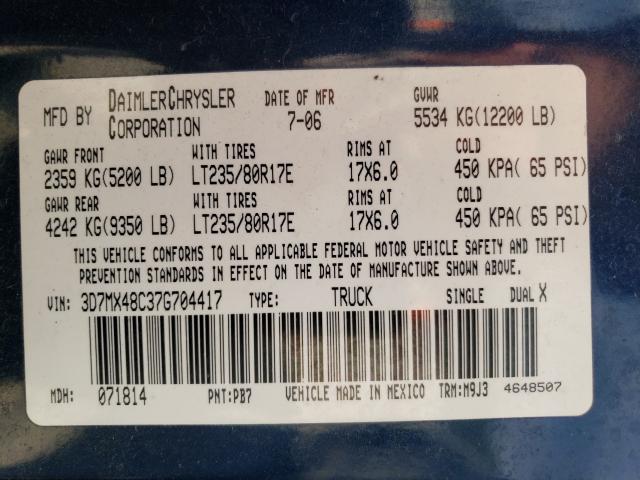 MFD BY DAIMLERCHRYSLER CORPORATION DATE OF MFR 7-06 GVWR 5534 KG(12200 LB)
GAWR FRONT WITH TIRES RIMS AT COLD
2359 KG(5200 LB) LT235/80R17E 17X6.0 450 KPA( 65 PSI)
GAWR REAR WITH TIRES RIMS AT COLD
4242 KG(9350 LB) LT235/80R17E 17X6.0 450 KPA( 65 PSI)
THIS VEHICLE CONFORMS TO ALL APPLICABLE FEDERAL MOTOR VEHICLE SAFETY AND THEFT
PREVENTION STANDARDS IN EFFECT ON THE DATE OF MANUFACTURE SHOWN ABOVE.
VIN: 3D7MX48C37G704417 TYPE: TRUCK SINGLE DUAL X
MDH: 071814 PNT:PB7 VEHICLE MADE IN MEXICO TRM:M9J3 4648507